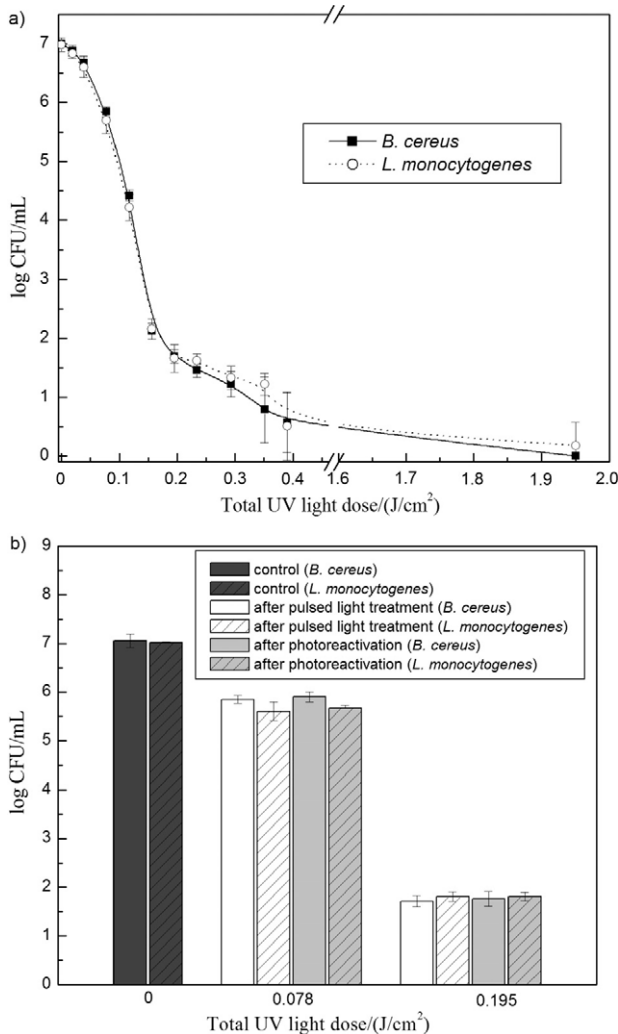 a)
7
6
5
4
3
2
1
0
log CFU/mL
B. cereus
L. monocytogenes
0 0.1 0.2 0.3 0.4 1.6 1.7 1.8 1.9 2.0
Total UV light dose/(J/cm²)
b)
9
8
7
6
5
4
3
2
1
0
log CFU/mL
control (B. cereus)
control (L. monocytogenes)
after pulsed light treatment (B. cereus)
after pulsed light treatment (L. monocytogenes)
after photoreactivation (B. cereus)
after photoreactivation (L. monocytogenes)
0 0.078 0.195
Total UV light dose/(J/cm²)